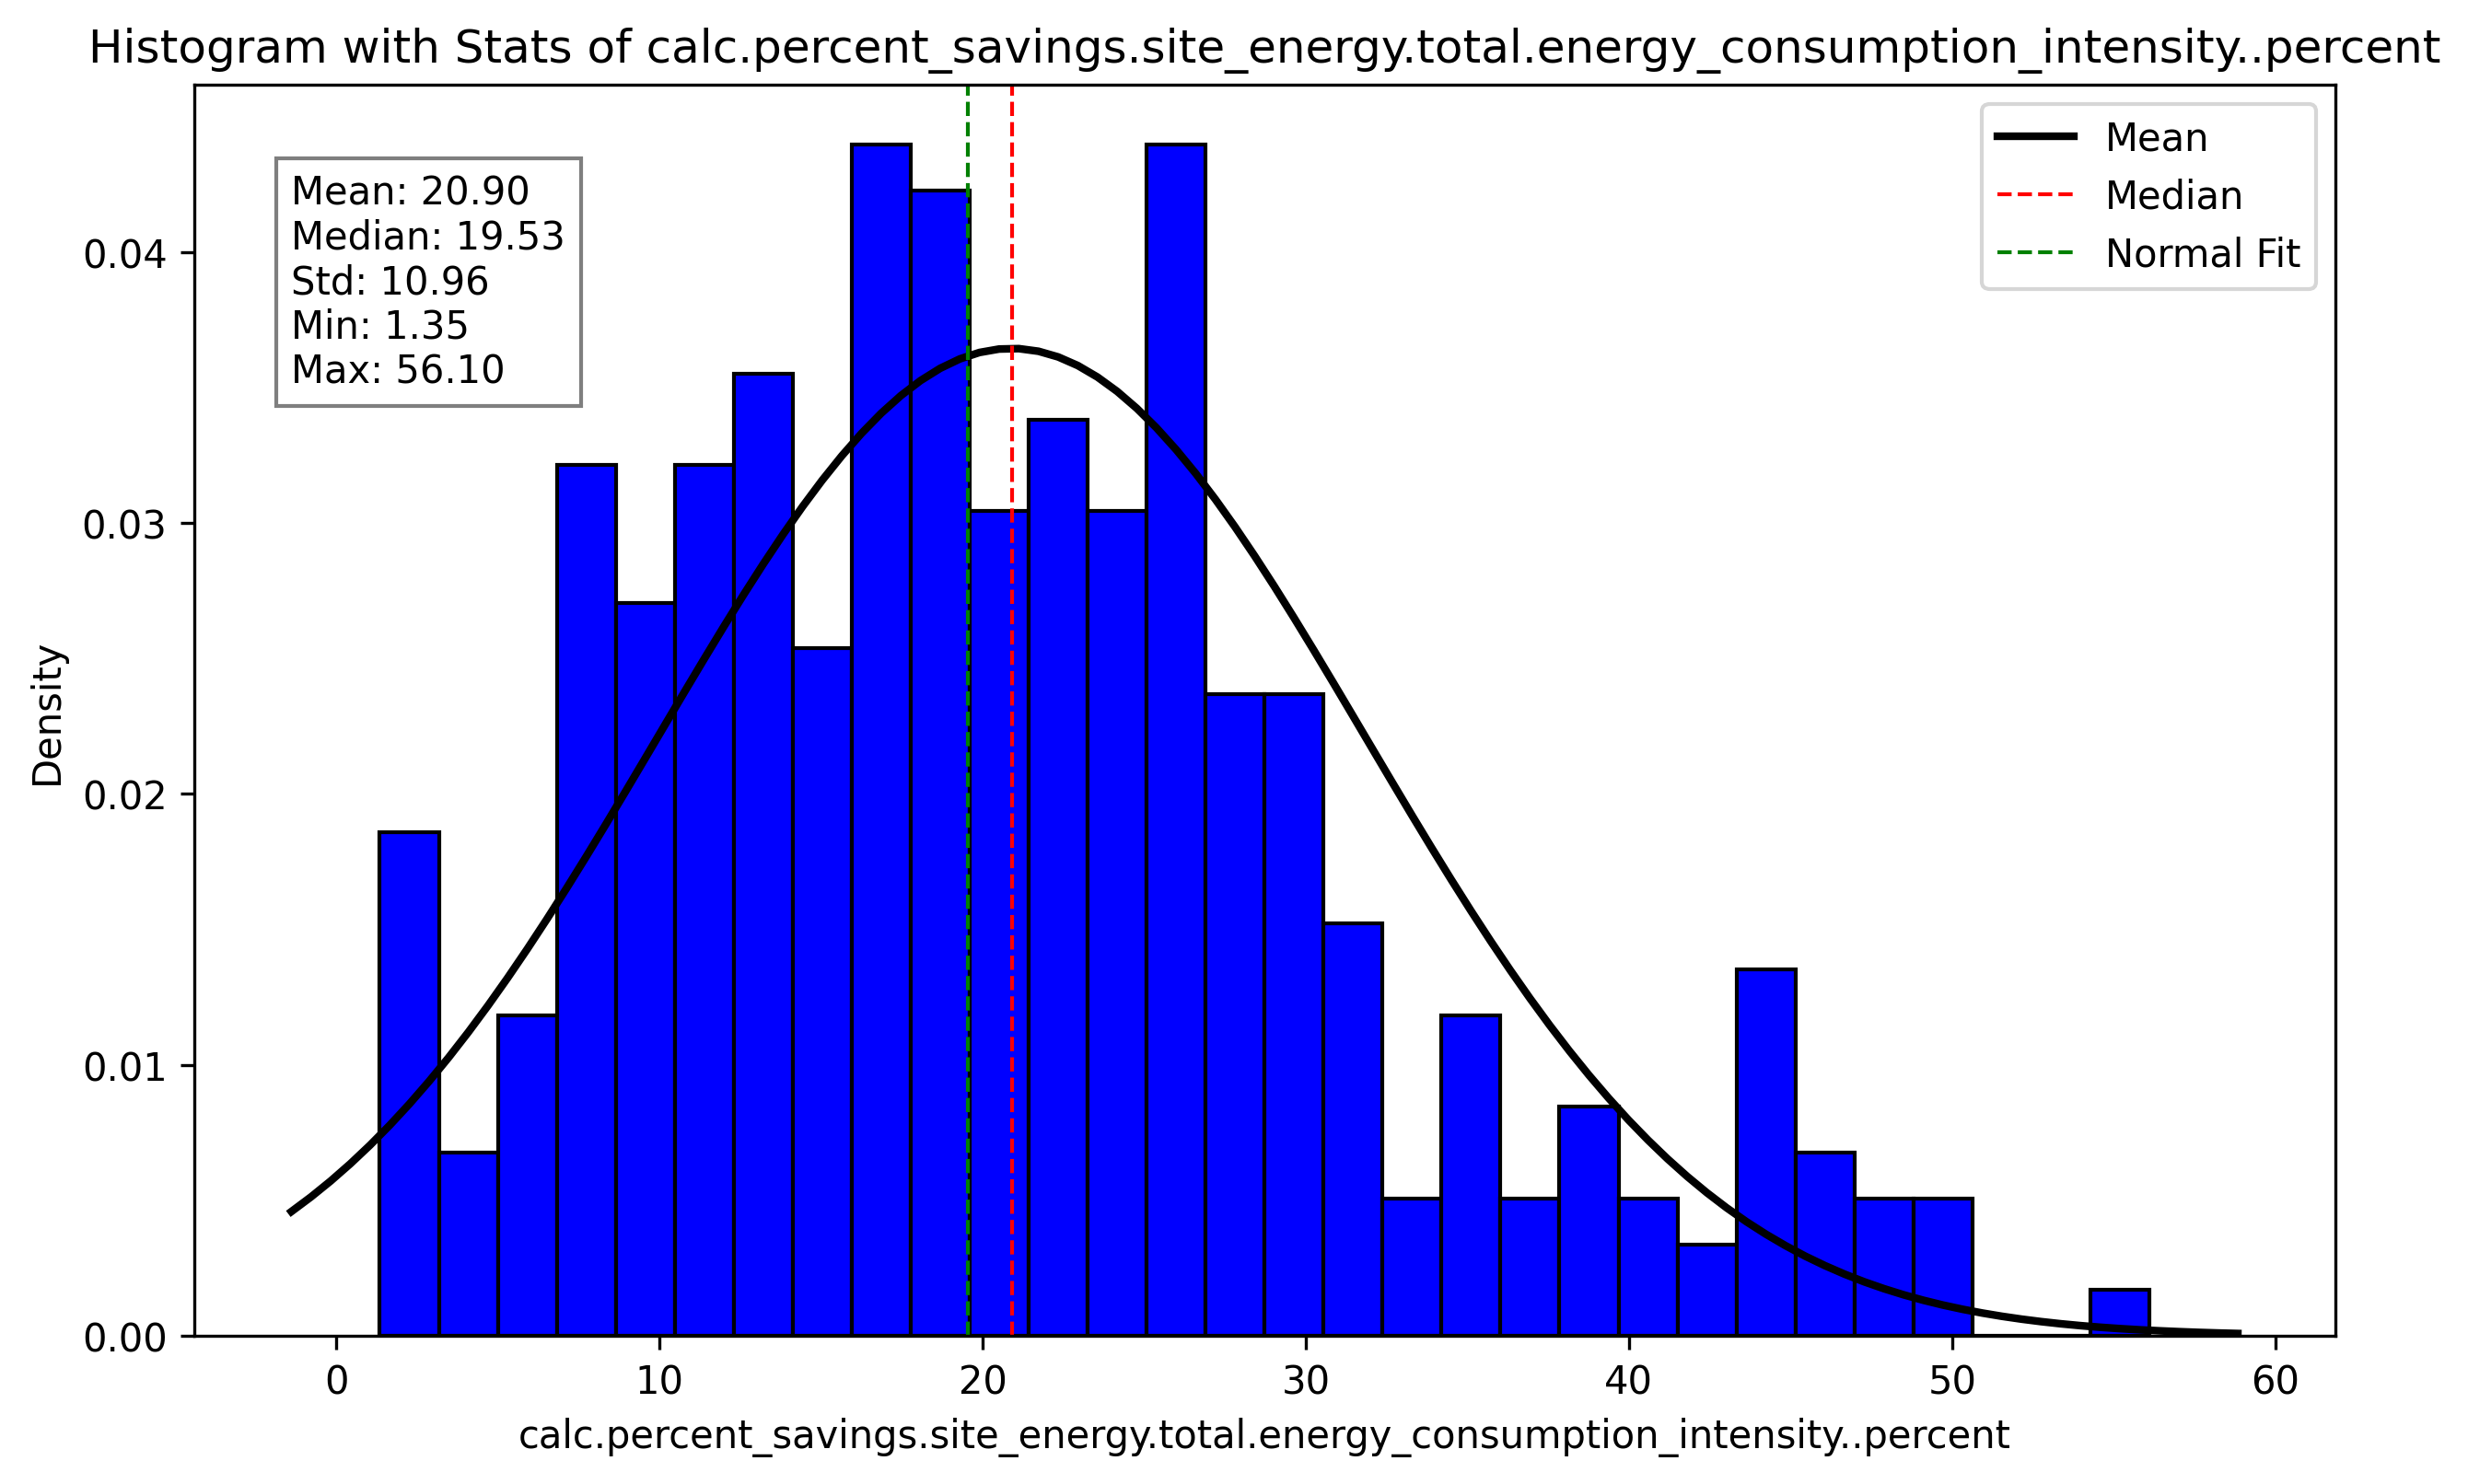 Histogram with Stats of calc.percent_savings.site_energy.total.energy_consumption_intensity..percent
Mean: 20.90
Median: 19.53
Std: 10.96
Min: 1.35
Max: 56.10
Mean
Median
Normal Fit
Density
0.04
0.03
0.02
0.01
0.00
0 10 20 30 40 50 60
calc.percent_savings.site_energy.total.energy_consumption_intensity..percent